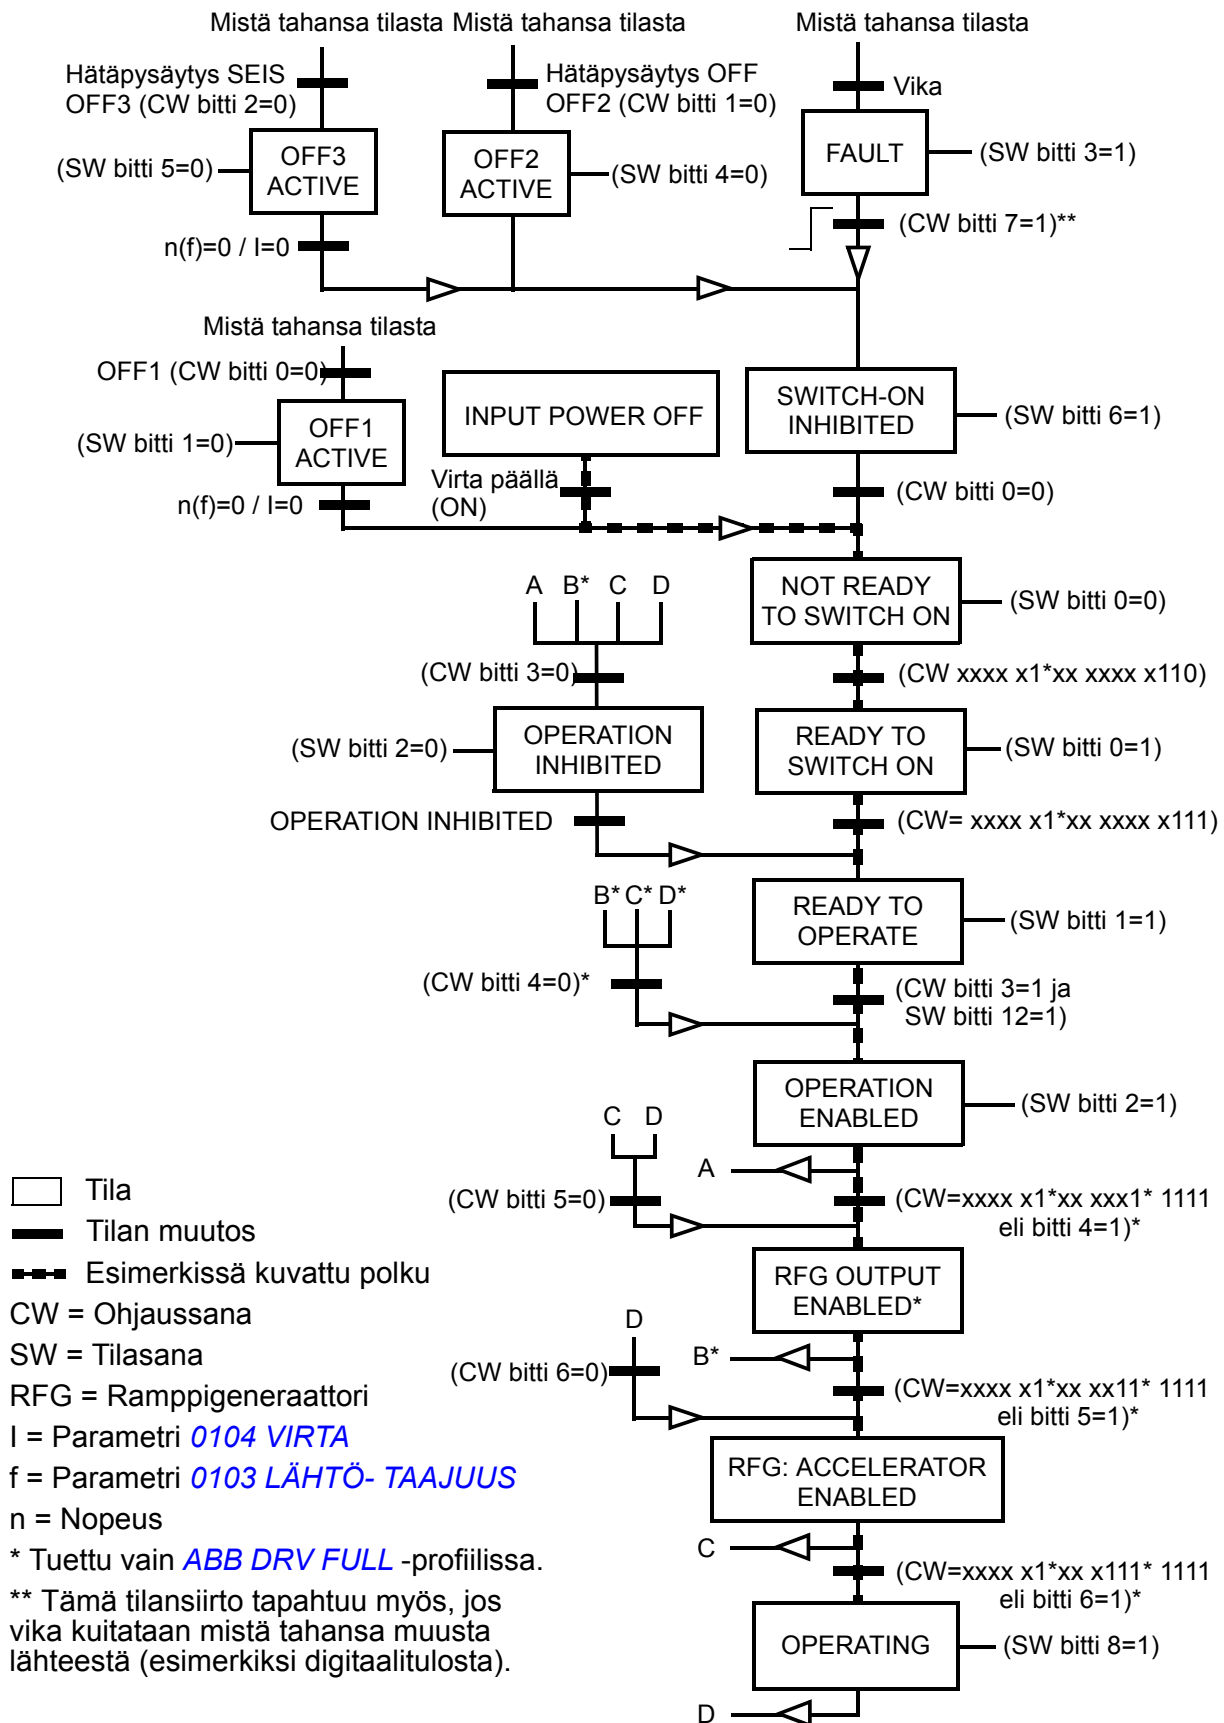 Mistä tahansa tilasta
Mistä tahansa tilasta
Mistä tahansa tilasta
Hätäpysäytys SEIS
OFF3 (CW bitti 2=0)
Hätäpysäytys OFF
OFF2 (CW bitti 1=0)
Vika
(SW bitti 5=0)
OFF3
ACTIVE
OFF2
ACTIVE
(SW bitti 4=0)
FAULT
(SW bitti 3=1)
n(f)=0 / I=0
(CW bitti 7=1)**
Mistä tahansa tilasta
OFF1 (CW bitti 0=0)
(SW bitti 1=0)
OFF1
ACTIVE
INPUT POWER OFF
SWITCH-ON
INHIBITED
(SW bitti 6=1)
n(f)=0 / I=0
Virta päällä
(ON)
(CW bitti 0=0)
A B* C D
NOT READY
TO SWITCH ON
(SW bitti 0=0)
(CW bitti 3=0)
(CW xxxx x1*xx xxxx x110)
(SW bitti 2=0)
OPERATION
INHIBITED
READY TO
SWITCH ON
(SW bitti 0=1)
OPERATION INHIBITED
(CW= xxxx x1*xx xxxx x111)
B* C* D*
READY TO
OPERATE
(SW bitti 1=1)
(CW bitti 4=0)*
(CW bitti 3=1 ja
SW bitti 12=1)
OPERATION
ENABLED
(SW bitti 2=1)
C D
A
(CW bitti 5=0)
(CW=xxxx x1*xx xxx1* 1111
eli bitti 4=1)*
RFG OUTPUT
ENABLED*
D
B*
(CW bitti 6=0)
(CW=xxxx x1*xx xx11* 1111
eli bitti 5=1)*
RFG: ACCELERATOR
ENABLED
C
(CW=xxxx x1*xx x111* 1111
eli bitti 6=1)*
OPERATING
(SW bitti 8=1)
D
Tila
Tilan muutos
Esimerkissä kuvattu polku
CW = Ohjaussana
SW = Tilasana
RFG = Ramppigeneraattori
I = Parametri 0104 VIRTA
f = Parametri 0103 LÄHTÖ- TAAJUUS
n = Nopeus
* Tuettu vain ABB DRV FULL -profiilissa.
** Tämä tilansiirto tapahtuu myös, jos
vika kuitataan mistä tahansa muusta
lähteestä (esimerkiksi digitaalitulosta).